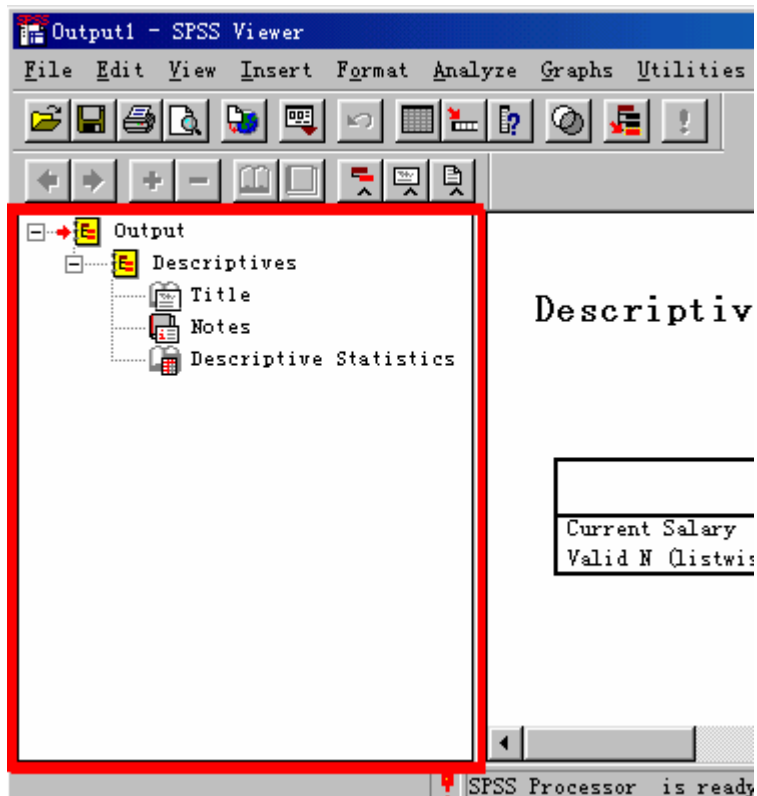 Output1 - SPSS Viewer
File Edit View Insert Format Analyze Graphs Utilities
Output
Descriptives
Title
Notes
Descriptive Statistics
Descriptiv
Current Salary
Valid N (listwis
SPSS Processor is ready